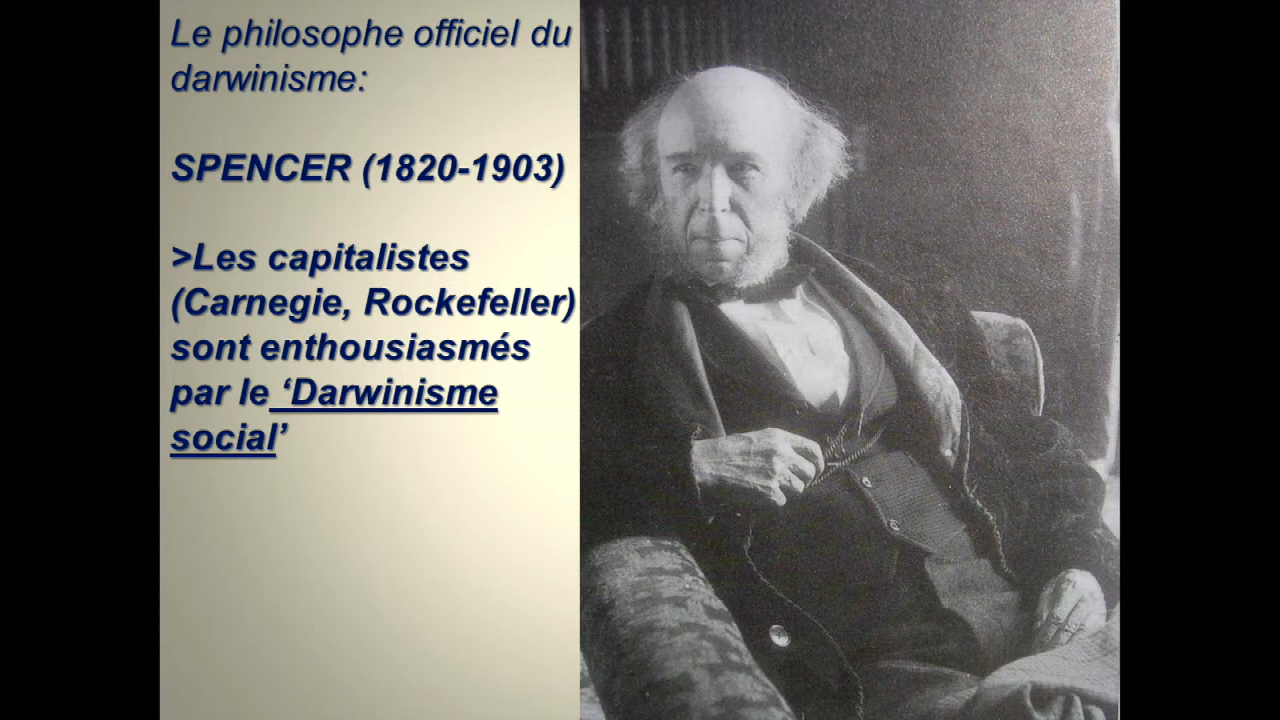 Le philosophe officiel du
darwinisme:
SPENCER (1820-1903)
>Les capitalistes
(Carnegie, Rockefeller)
sont enthousiasmés
par le ‘Darwinisme
social’